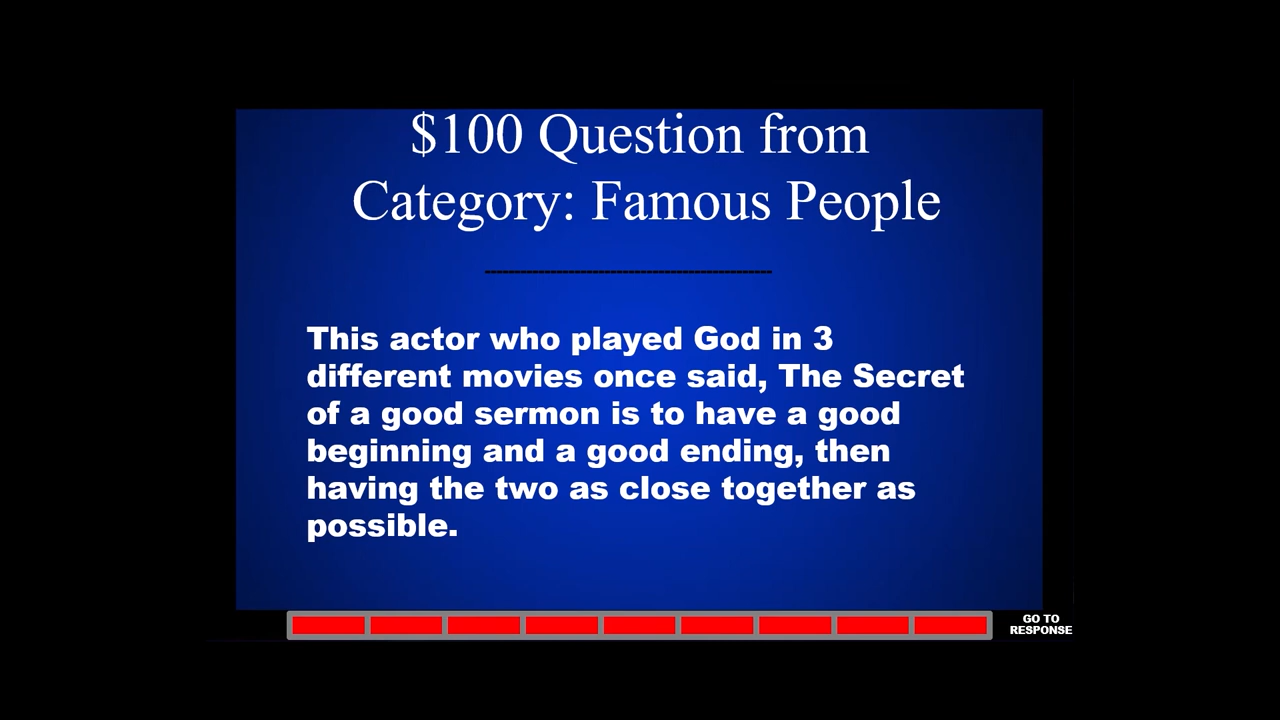 $100 Question from
Category: Famous People
This actor who played God in 3
different movies once said, The Secret
of a good sermon is to have a good
beginning and a good ending, then
having the two as close together as
possible.
GO TO
RESPONSE